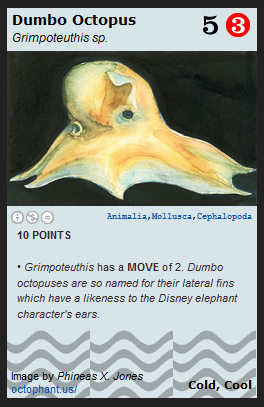 Dumbo Octopus 5 3
Grimpoteuthis sp.
Animalia,Mollusca,Cephalopoda
10 POINTS
• Grimpoteuthis has a MOVE of 2. Dumbo
octopuses are so named for their lateral fins
which have a likeness to the Disney elephant
character's ears.
Image by Phineas X. Jones
octophant.us/
Cold, Cool